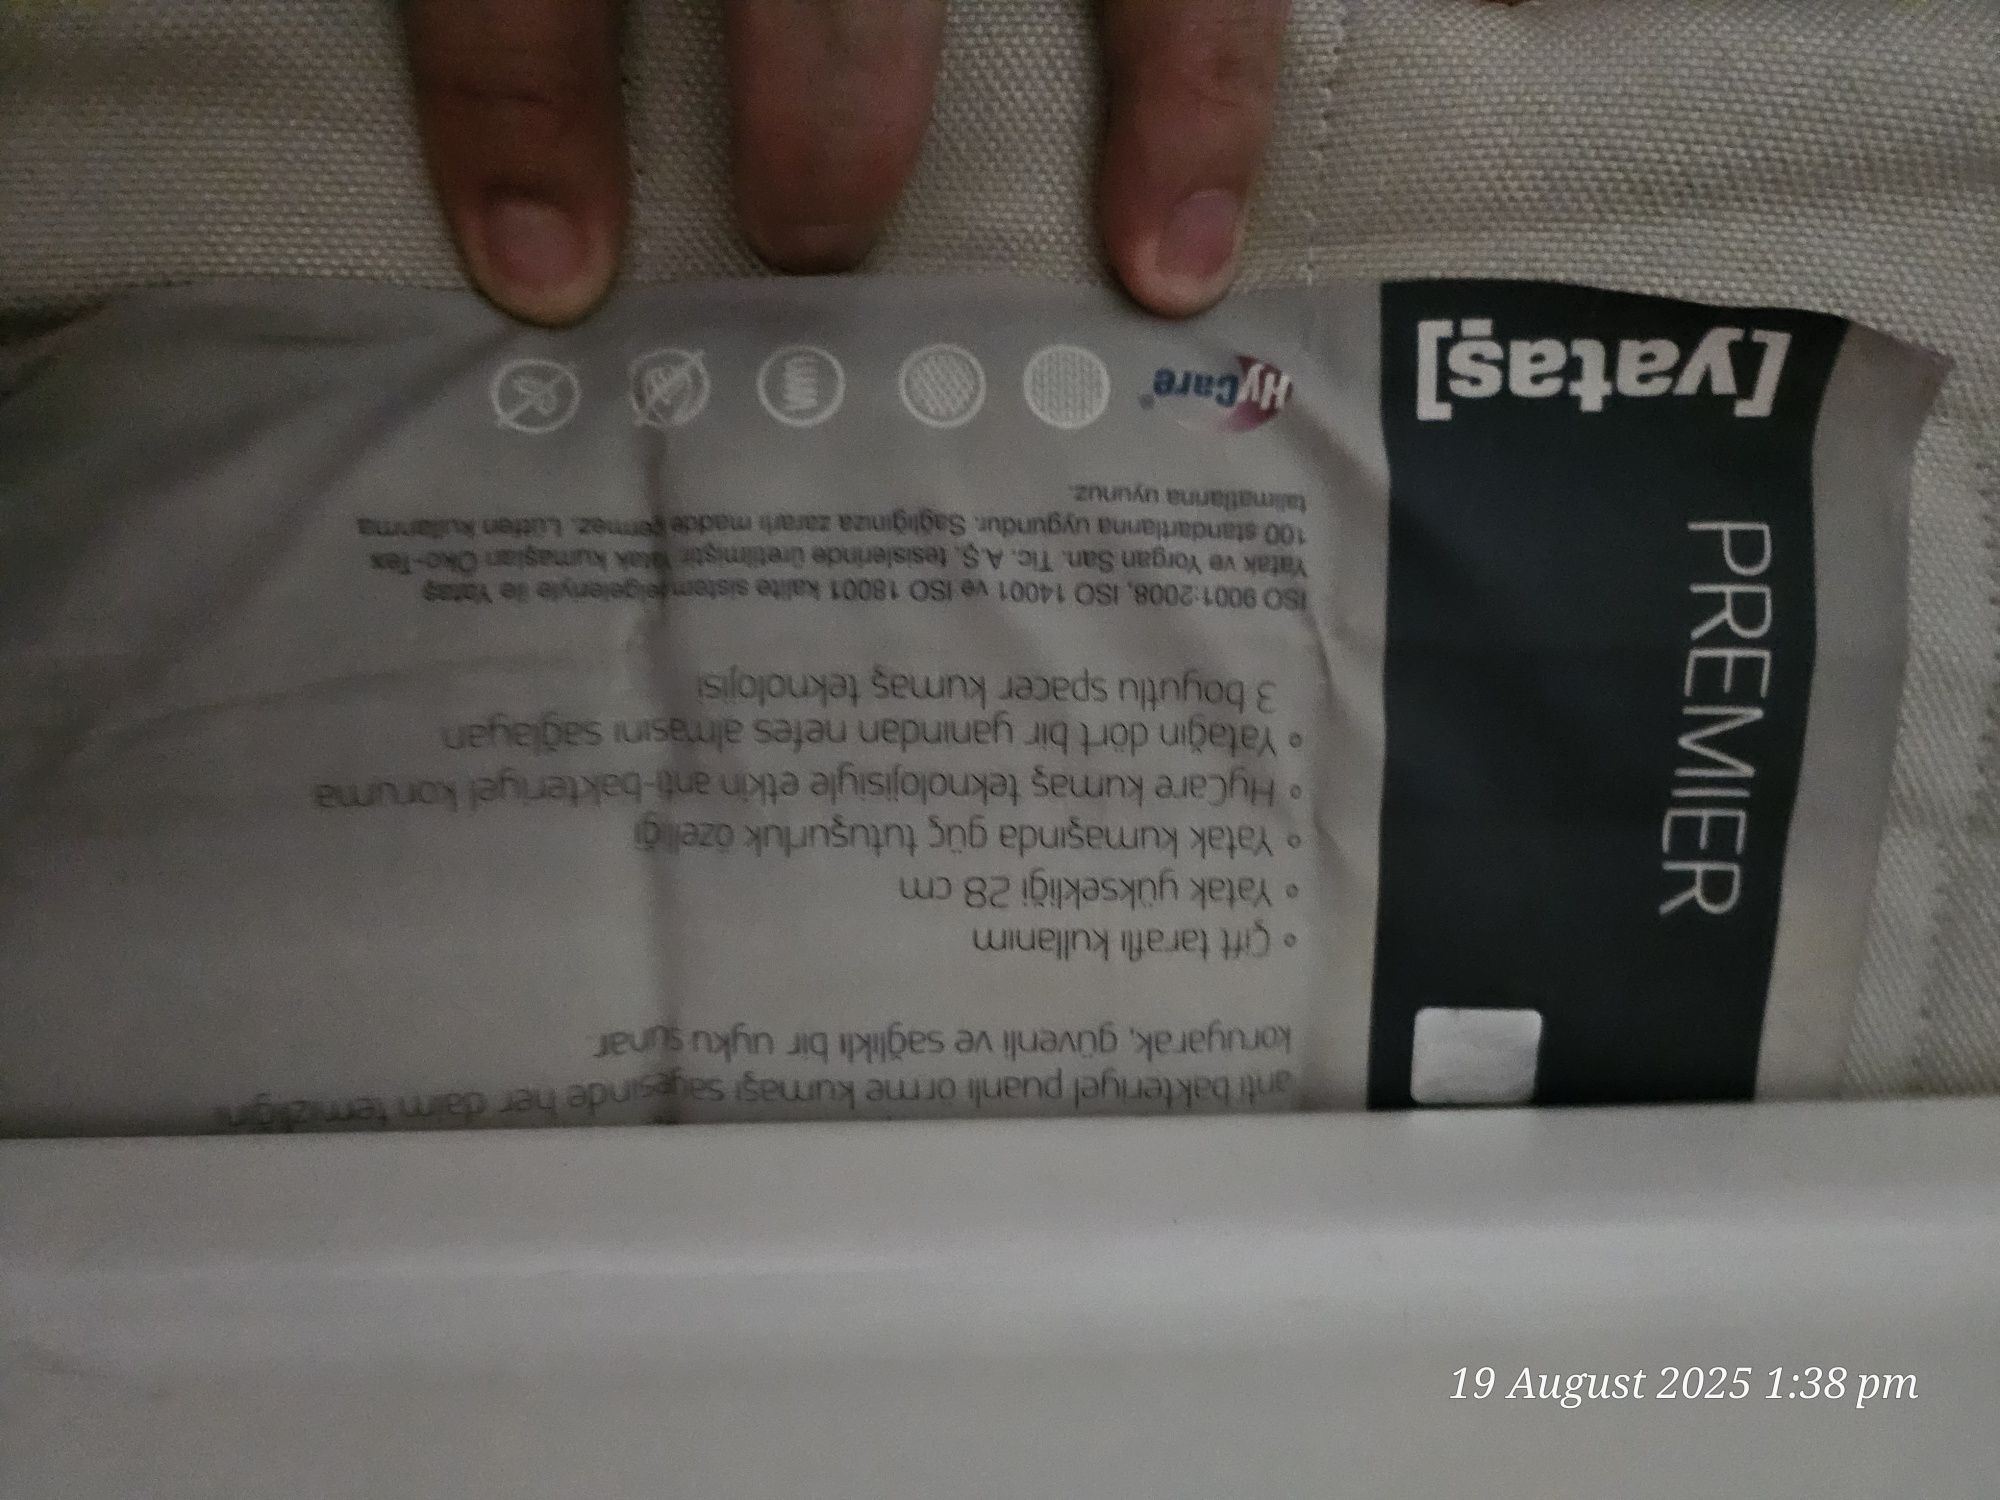 [yataş]
PREMIER
anti bakteriyel puanlı örme kumaşı sayesinde her daim temizliğini
koruyarak, güvenli ve sağlıklı bir uyku sunar.
• Çift taraflı kullanım
• Yatak yüksekliği 28 cm
• Yatak kumaşında güç tutuşurluk özelliği
• HyCare kumaş teknolojisiyle etkin anti-bakteriyel koruma
• Yatağın dört bir yanından nefes almasını sağlayan
3 boyutlu spacer kumaş teknolojisi
ISO 9001:2008, ISO 14001 ve ISO 18001 kalite sistem belgeleriyle ile Yataş
Yatak ve Yorgan San. Tic. A.Ş, tesislerinde üretilmiştir. Yatak kumaşları Öko-Tex
100 standartlarına uygundur. Sağlığınıza zararlı madde içermez. Lütfen kullanma
talimatlarına uyunuz.
HyCare®
19 August 2025 1:38 pm